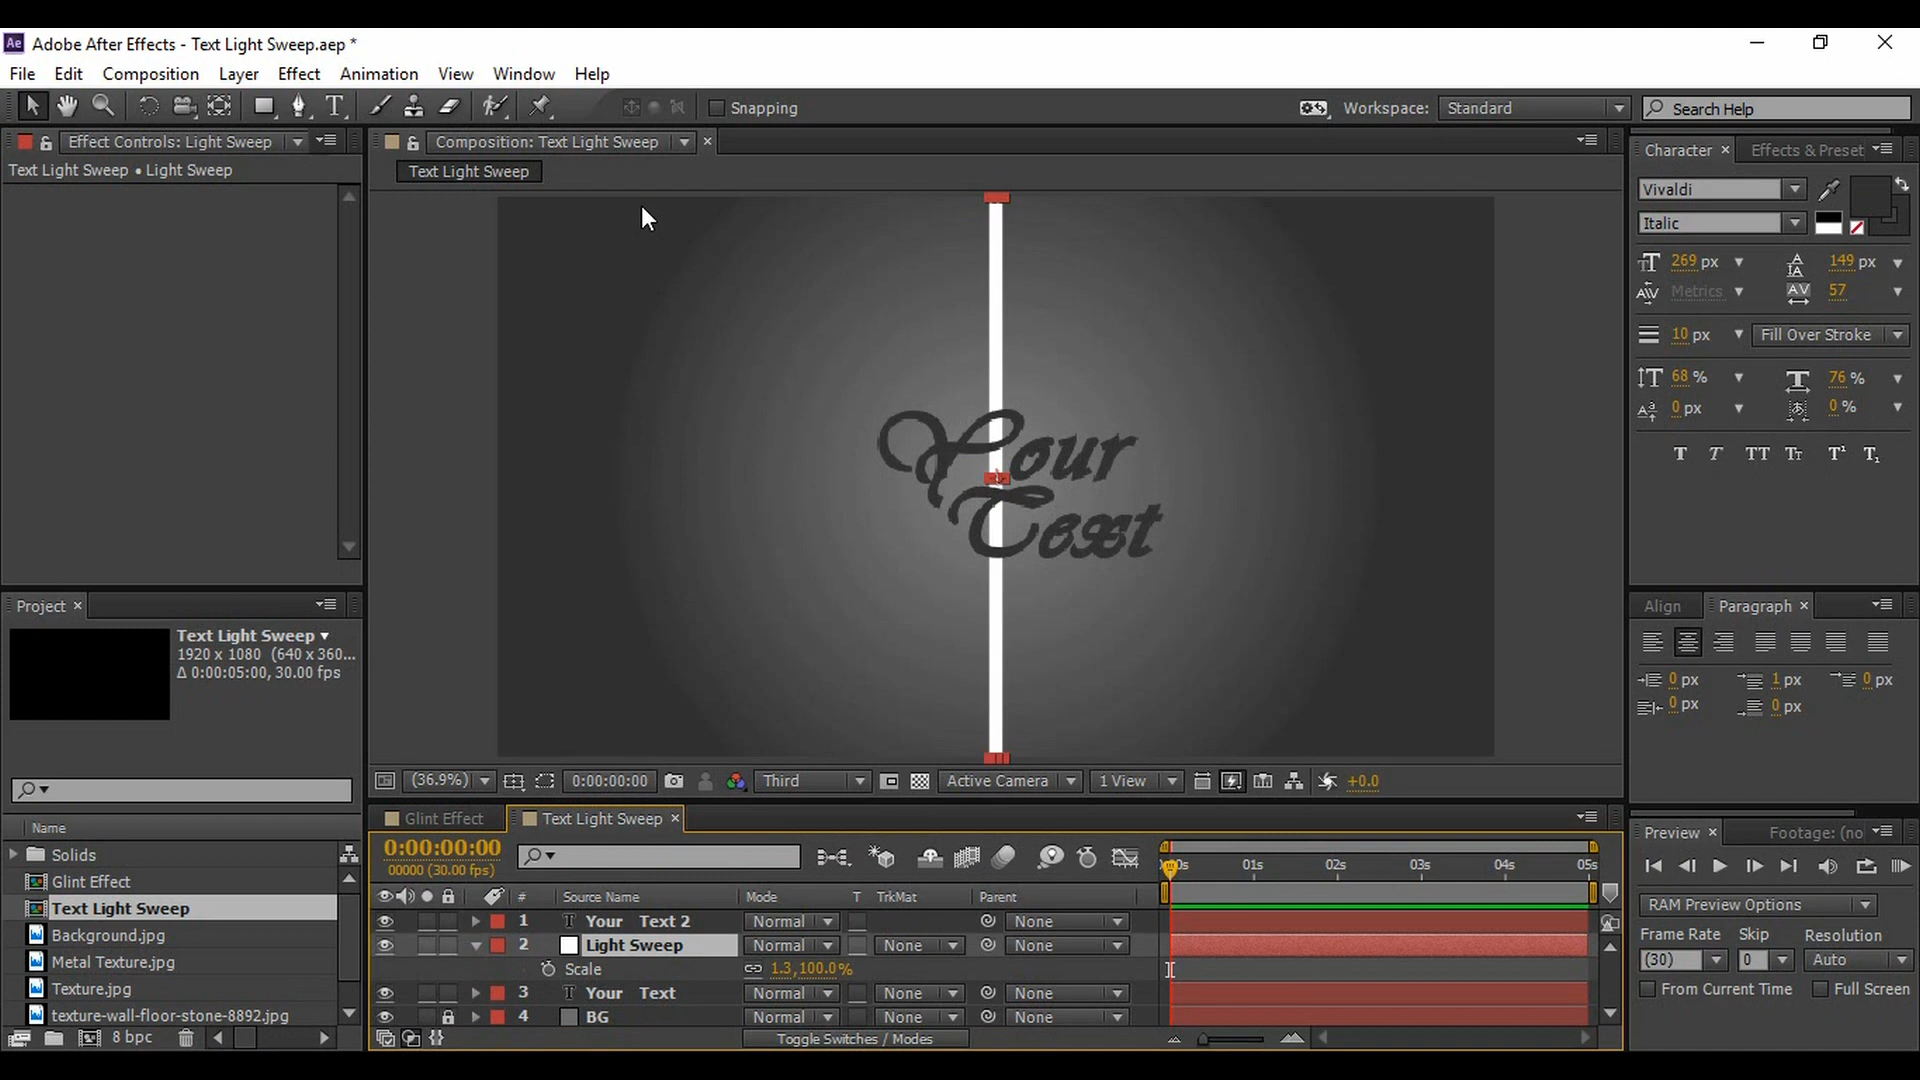 Ae Adobe After Effects - Text Light Sweep.aep *
File Edit Composition Layer Effect Animation View Window Help
Snapping Workspace: Standard Search Help
Effect Controls: Light Sweep
Text Light Sweep • Light Sweep
Composition: Text Light Sweep
Text Light Sweep
Your
Text
(36.9%) 0:00:00:00 Third Active Camera 1 View +0.0
Character Effects & Preset
Vivaldi
Italic
269 px 149 px
Metrics 57
10 px Fill Over Stroke
68 % 76 %
0 px 0 %
T T TT Tt T¹ T₁
Align Paragraph
0 px 1 px 0 px
0 px 0 px
Project
Text Light Sweep
1920 x 1080 (640 x 360...
Δ 0:00:05:00, 30.00 fps
Name
Solids
Glint Effect
Text Light Sweep
Background.jpg
Metal Texture.jpg
Texture.jpg
texture-wall-floor-stone-8892.jpg
8 bpc
Glint Effect Text Light Sweep
0:00:00:00
00000 (30.00 fps)
01s 02s 03s 04s 05s
# Source Name Mode T TrkMat Parent
1 T Your Text 2 Normal None
2 Light Sweep Normal None None
Scale 1.3,100.0%
3 T Your Text Normal None None
4 BG Normal None None
Toggle Switches / Modes
Preview Footage: (no
RAM Preview Options
Frame Rate Skip Resolution
(30) 0 Auto
From Current Time Full Screen